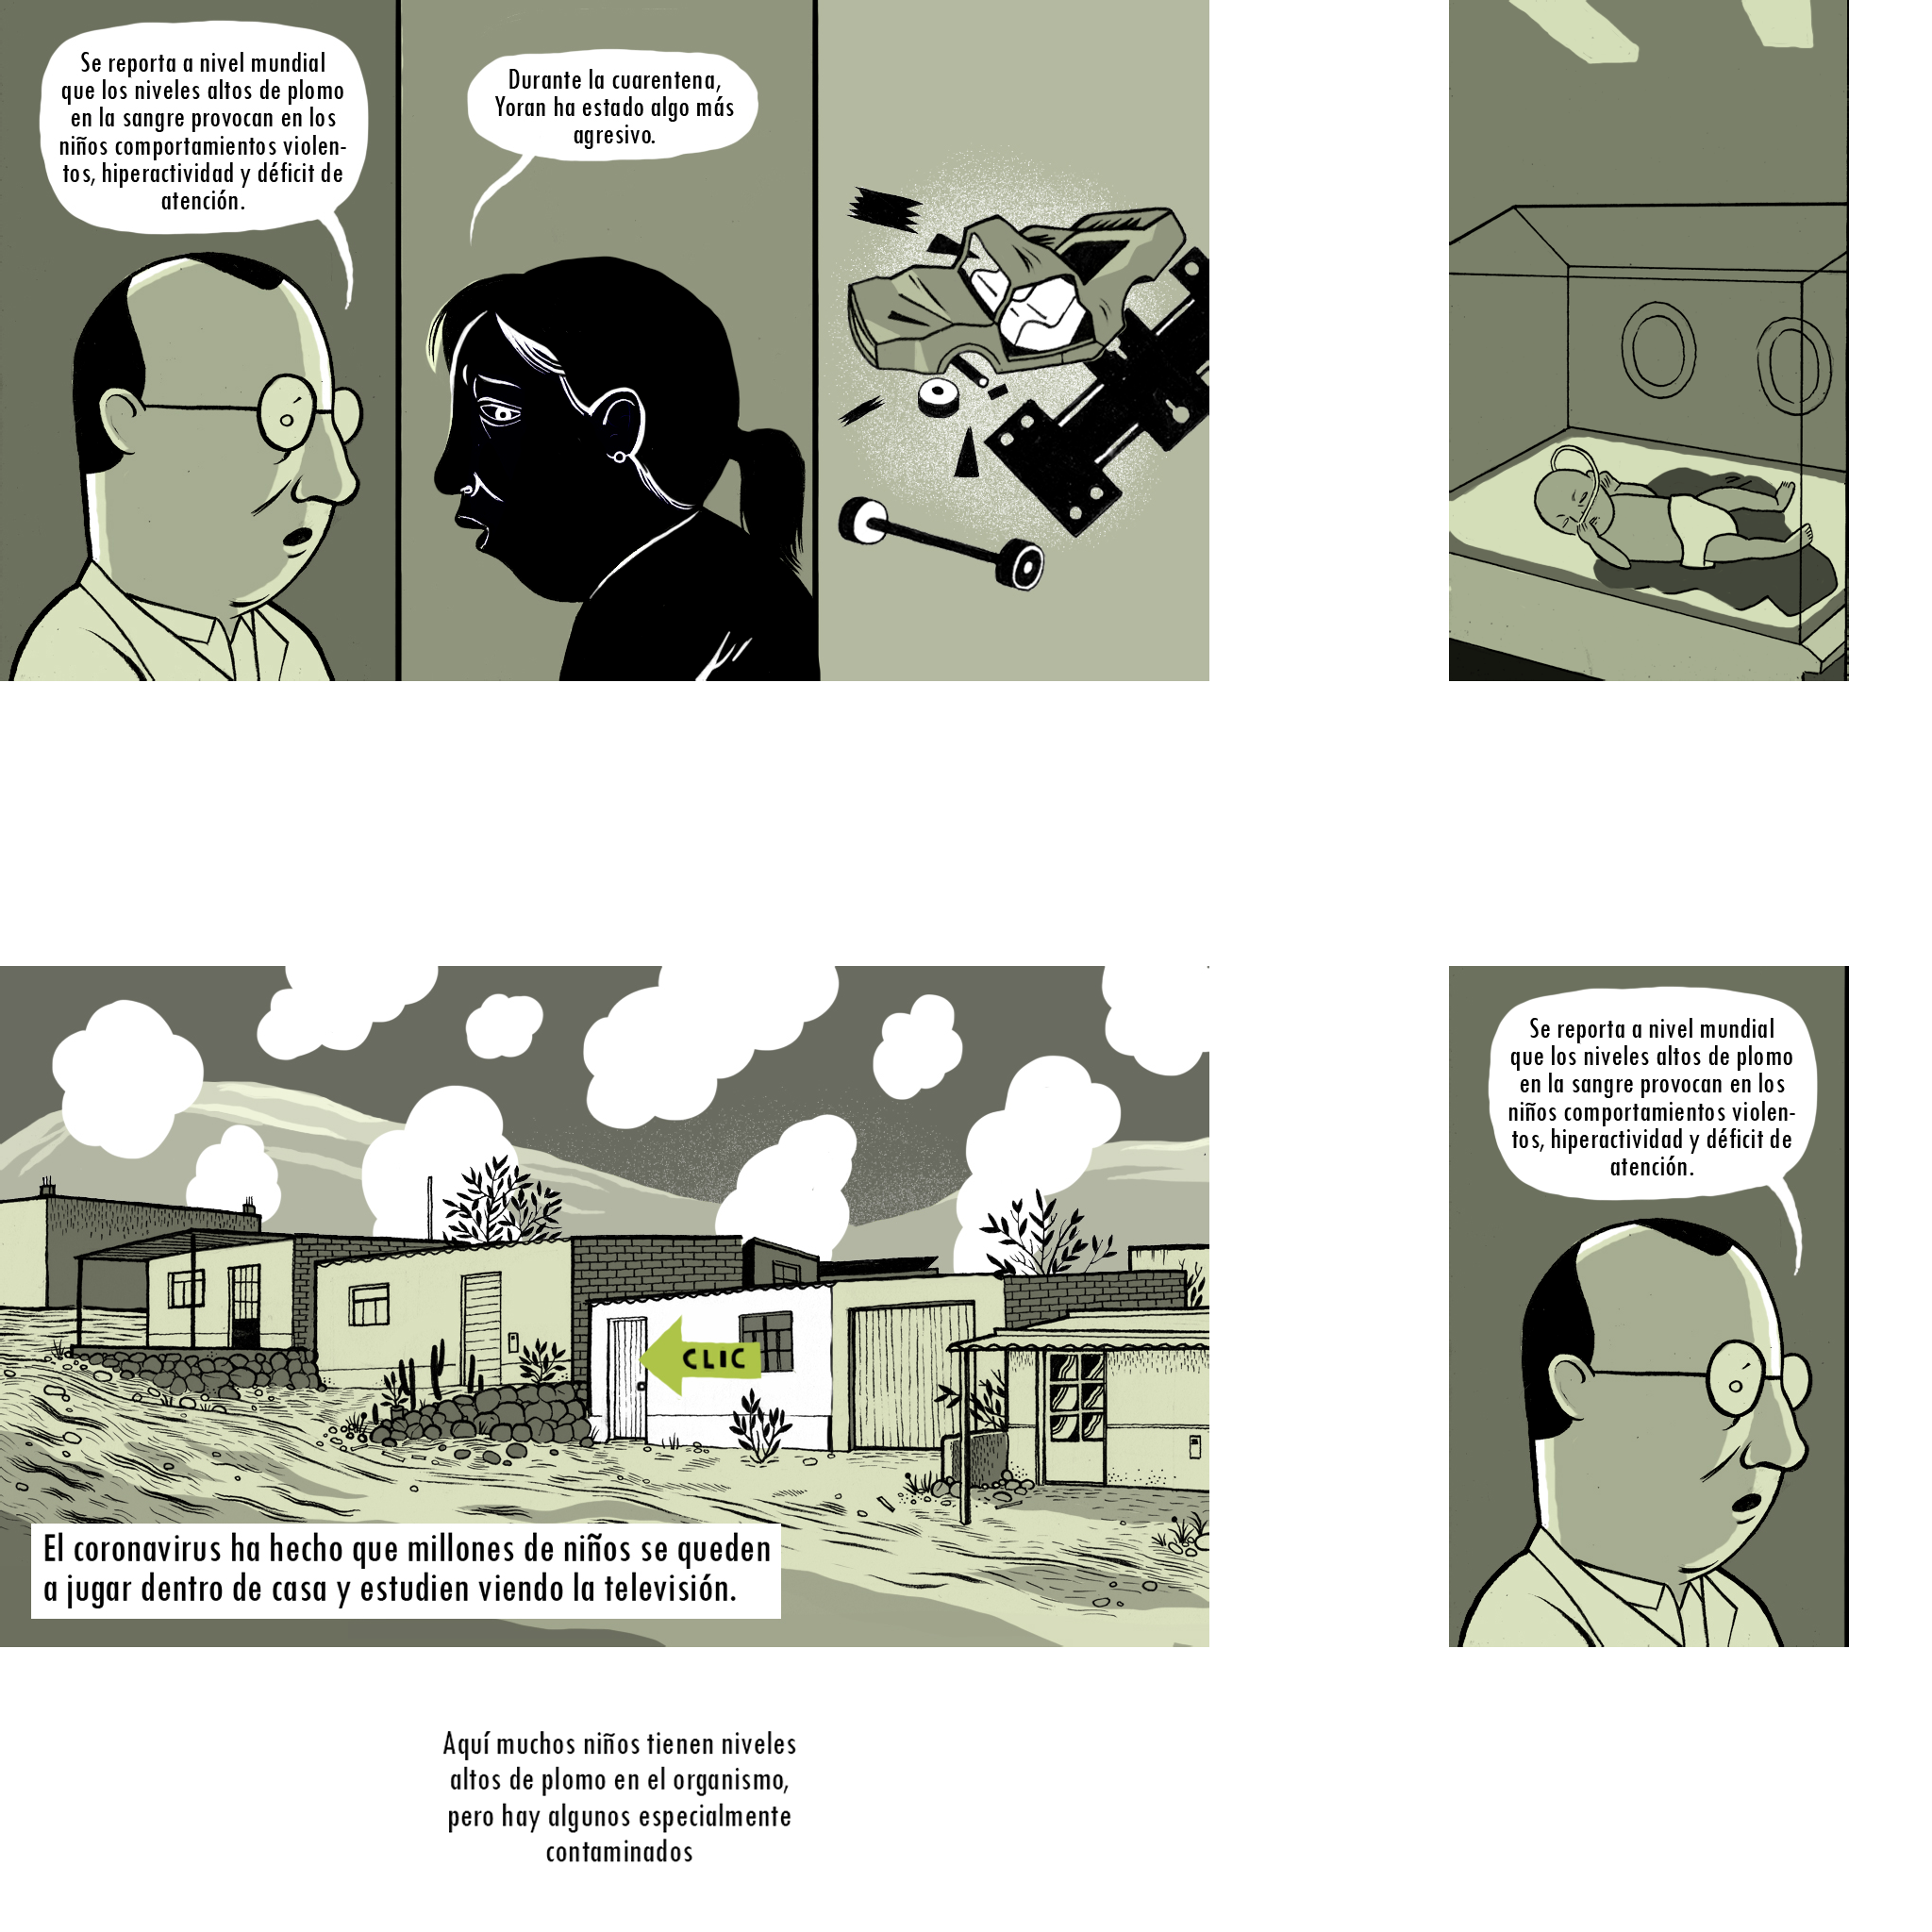 Se reporta a nivel mundial
que los niveles altos de plomo
en la sangre provocan en los
niños comportamientos violen-
tos, hiperactividad y déficit de
atención.
Durante la cuarentena,
Yoran ha estado algo más
agresivo.
CLIC
El coronavirus ha hecho que millones de niños se queden
a jugar dentro de casa y estudien viendo la televisión.
Se reporta a nivel mundial
que los niveles altos de plomo
en la sangre provocan en los
niños comportamientos violen-
tos, hiperactividad y déficit de
atención.
Aquí muchos niños tienen niveles
altos de plomo en el organismo,
pero hay algunos especialmente
contaminados